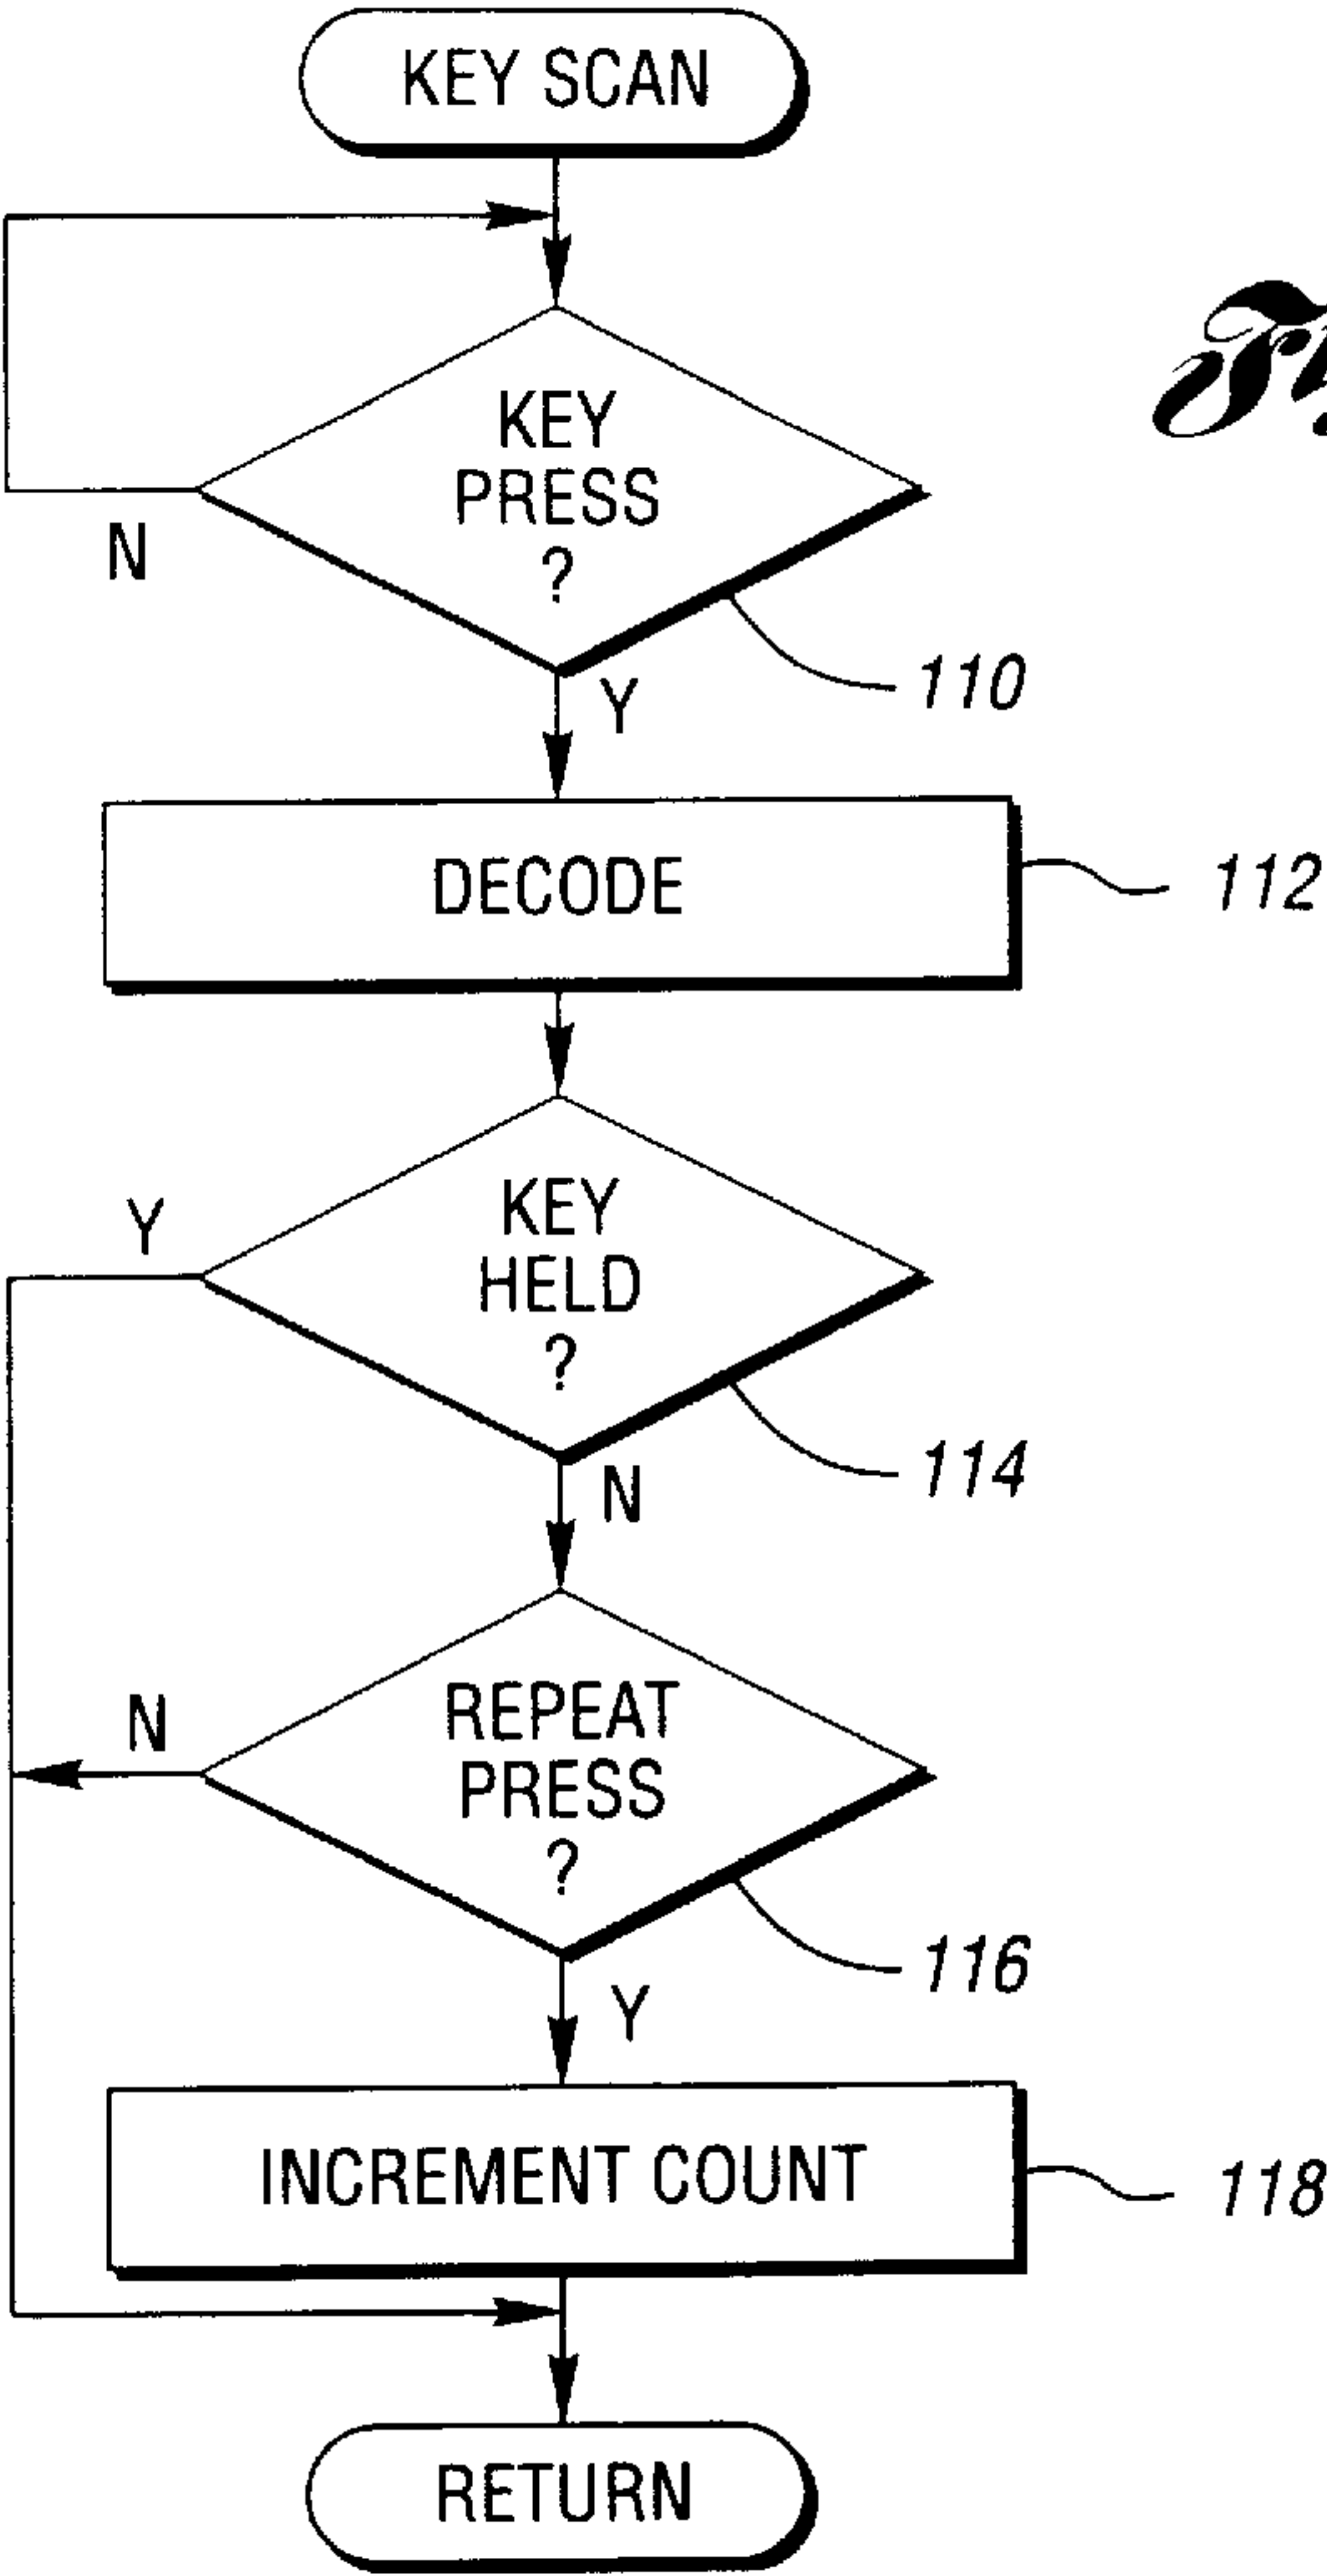 KEY SCAN
KEY
PRESS
?
N
110
Y
DECODE
112
KEY
HELD
?
Y
114
N
REPEAT
PRESS
?
N
116
Y
INCREMENT COUNT
118
RETURN